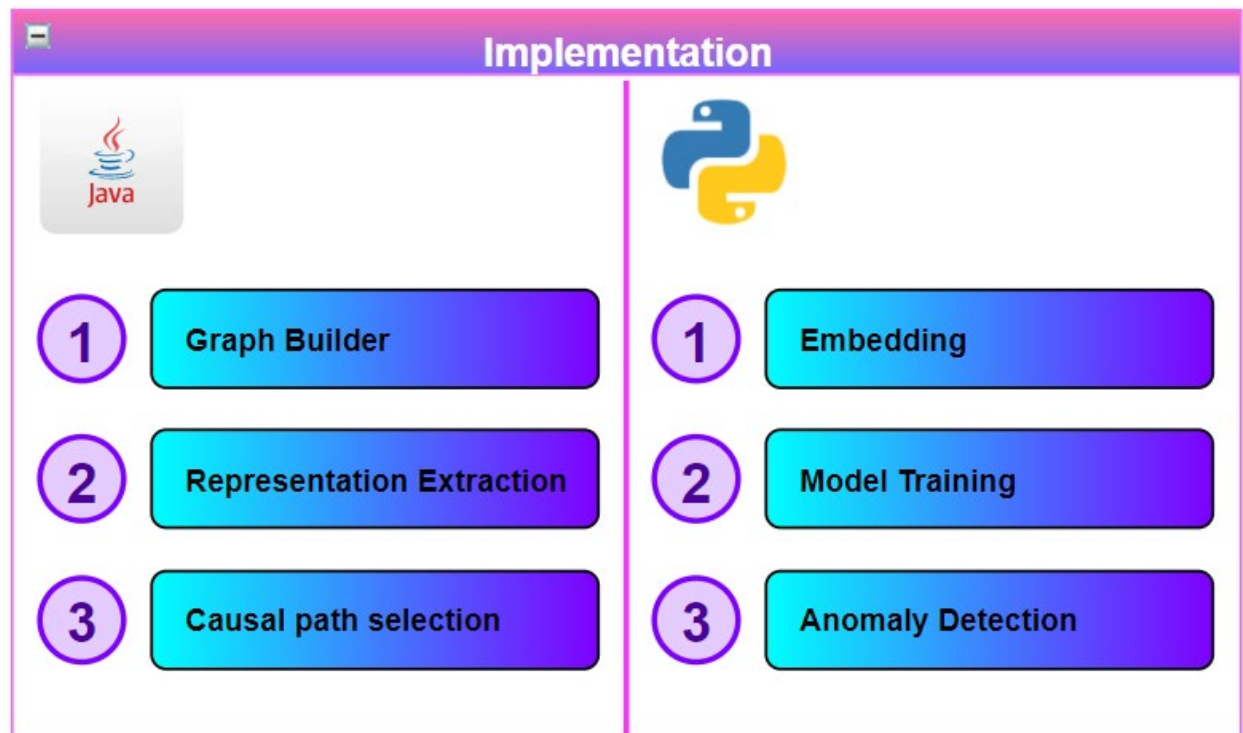 Implementation
Java
1
Graph Builder
2
Representation Extraction
3
Causal path selection
1
Embedding
2
Model Training
3
Anomaly Detection